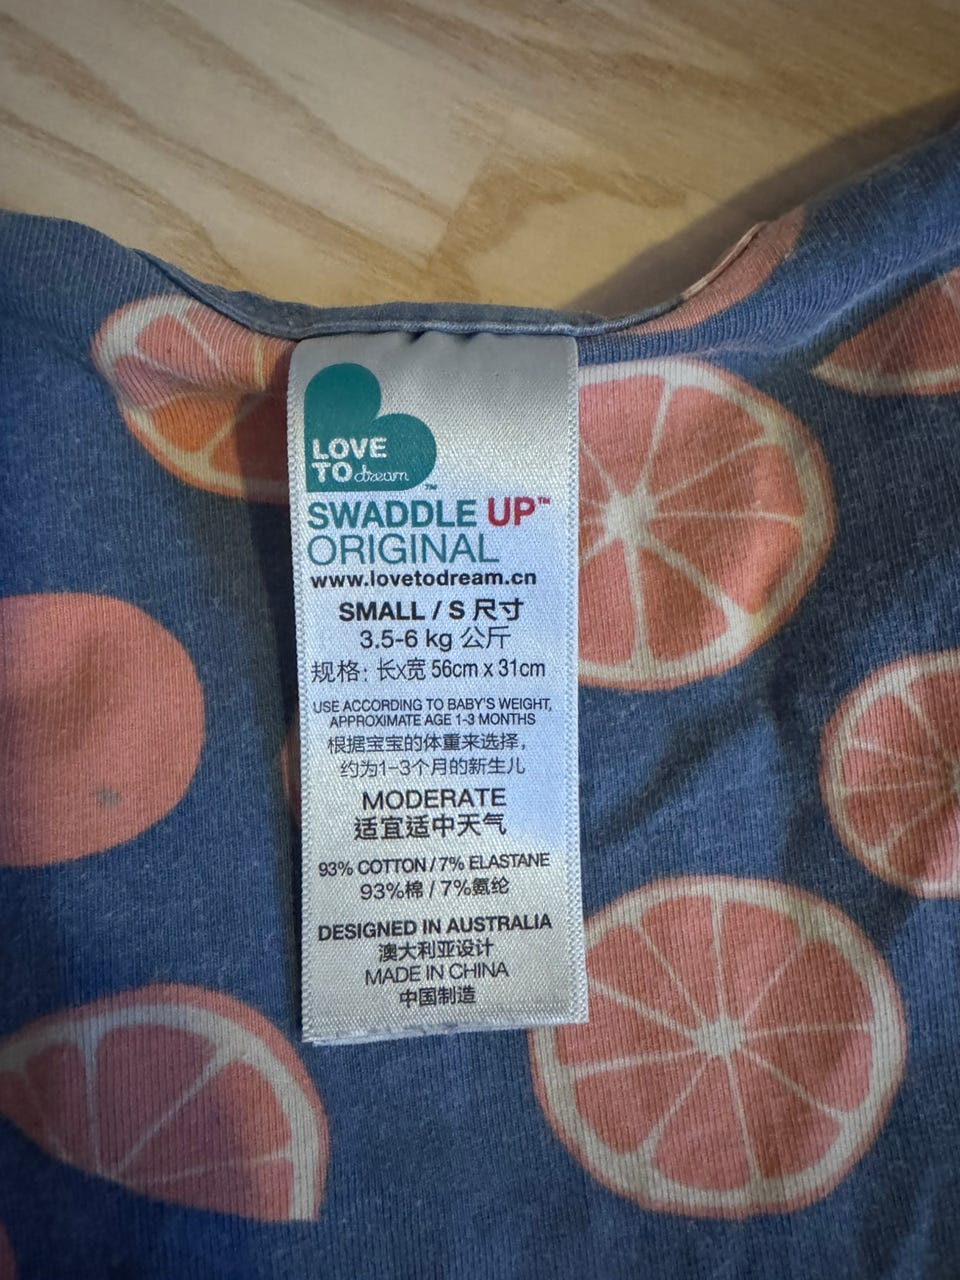 LOVE
TO dream™
SWADDLE UP™
ORIGINAL
www.lovetodream.cn
SMALL / S 尺寸
3.5-6 kg 公斤
规格: 长x宽 56cm x 31cm
USE ACCORDING TO BABY'S WEIGHT,
APPROXIMATE AGE 1-3 MONTHS
根据宝宝的体重来选择,
约为1-3个月的新生儿
MODERATE
适宜适中天气
93% COTTON / 7% ELASTANE
93%棉 / 7%氨纶
DESIGNED IN AUSTRALIA
澳大利亚设计
MADE IN CHINA
中国制造